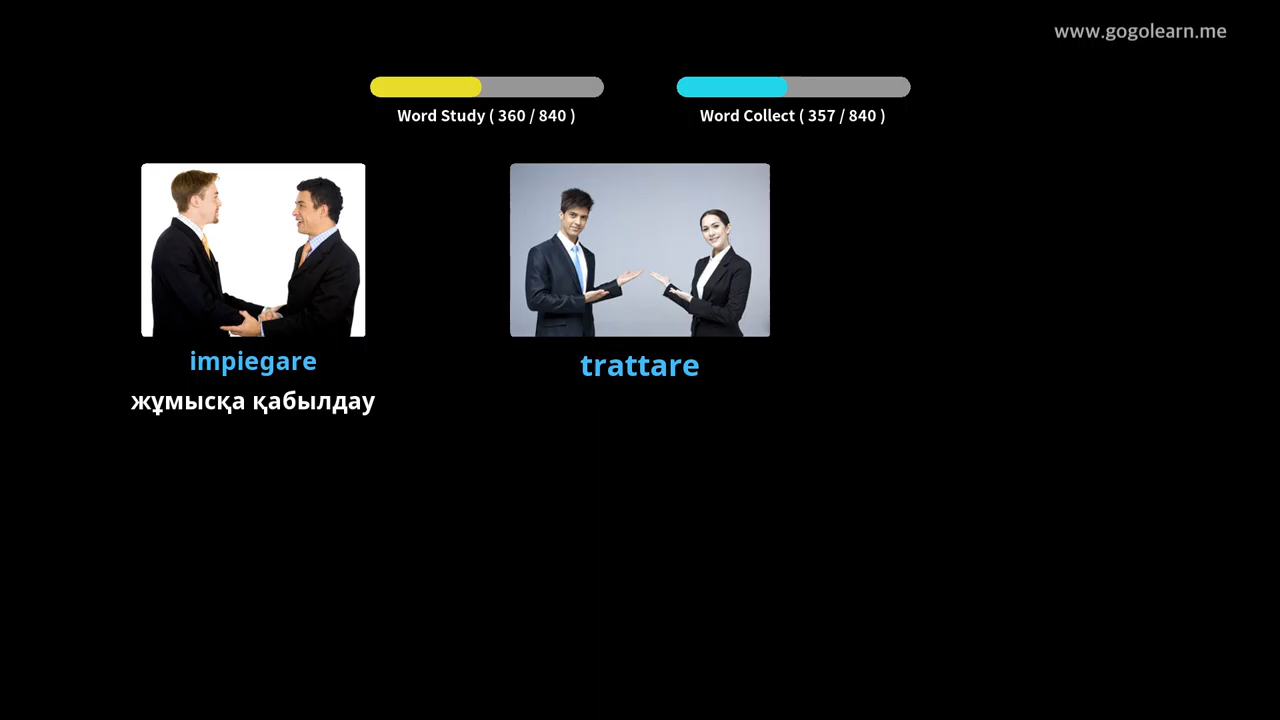 www.gogolearn.me
Word Study ( 360 / 840 )
Word Collect ( 357 / 840 )
impiegare
жұмысқа қабылдау
trattare